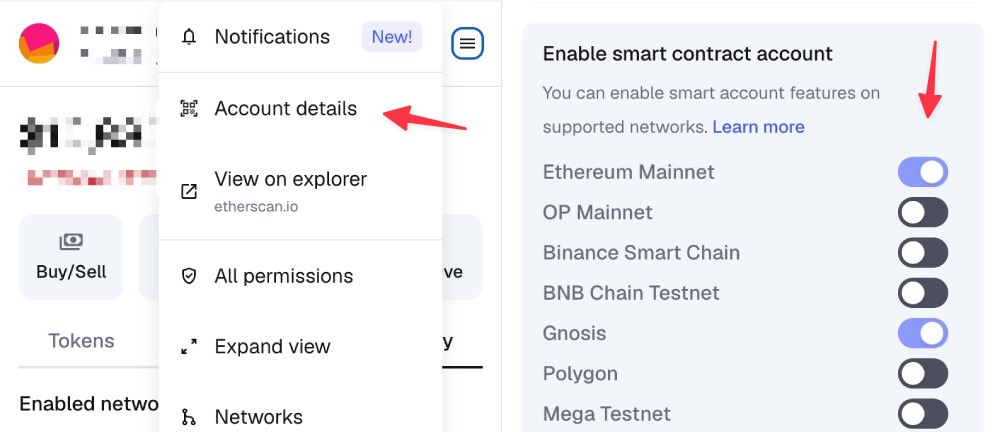 Notifications
New!
Account details
View on explorer
etherscan.io
Buy/Sell
ve
All permissions
Tokens
Expand view
y
Enabled netwo
Networks
Enable smart contract account
You can enable smart account features on
supported networks. Learn more
Ethereum Mainnet
OP Mainnet
Binance Smart Chain
BNB Chain Testnet
Gnosis
Polygon
Mega Testnet